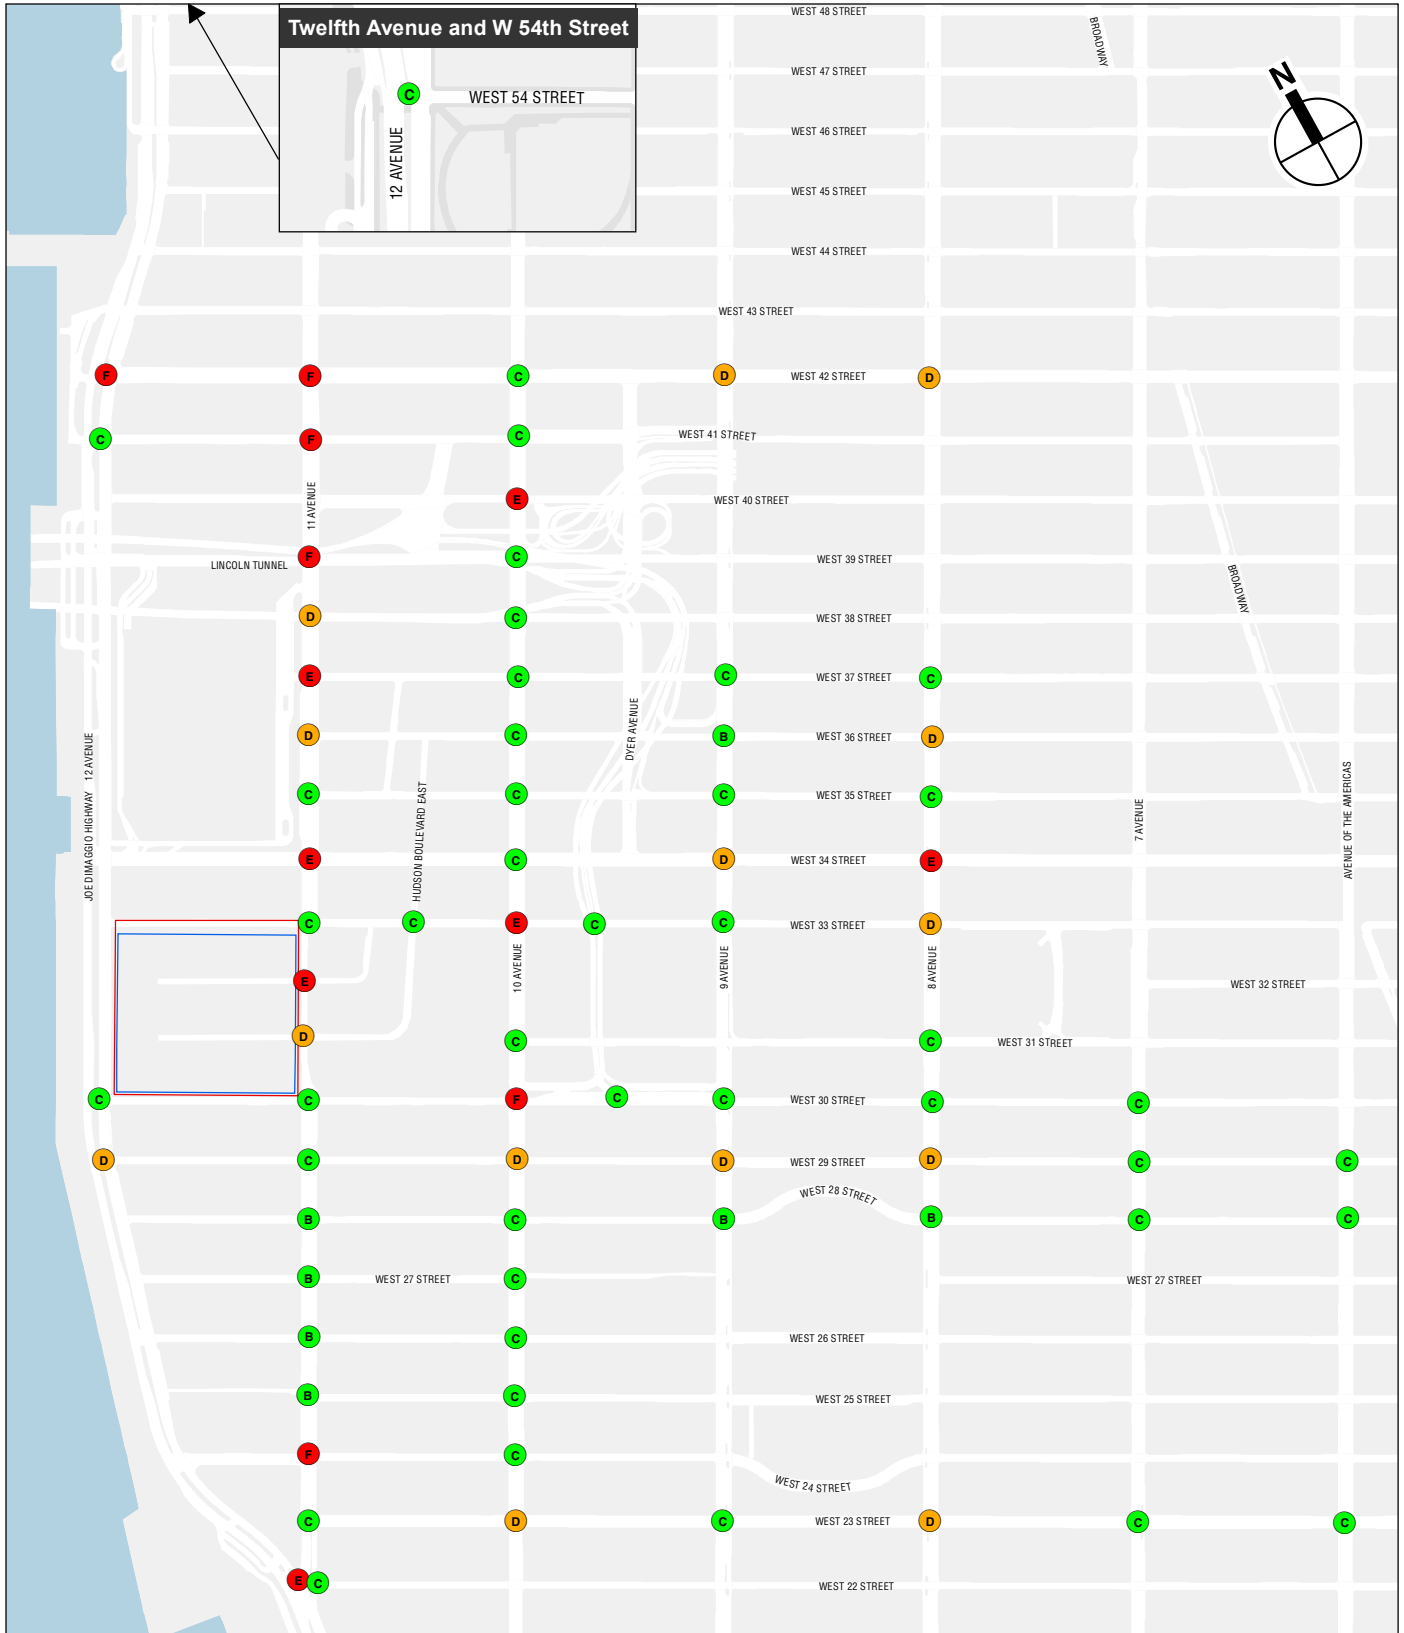 WEST 48 STREET
BROADWAY
Twelfth Avenue and W 54th Street
WEST 47 STREET
N
C
WEST 54 STREET
12 AVENUE
WEST 46 STREET
WEST 45 STREET
WEST 44 STREET
WEST 43 STREET
F
F
C
D
WEST 42 STREET
D
C
F
C
WEST 41 STREET
11 AVENUE
E
WEST 40 STREET
LINCOLN TUNNEL
F
C
WEST 39 STREET
BROADWAY
D
C
WEST 38 STREET
E
C
C
WEST 37 STREET
C
DYER AVENUE
D
C
B
WEST 36 STREET
D
JOE DIMAGGIO HIGHWAY 12 AVENUE
HUDSON BOULEVARD EAST
C
C
C
WEST 35 STREET
C
7 AVENUE
AVENUE OF THE AMERICAS
E
C
D
WEST 34 STREET
E
C
C
E
C
C
WEST 33 STREET
D
10 AVENUE
9 AVENUE
8 AVENUE
E
WEST 32 STREET
D
C
C
WEST 31 STREET
C
C
F
C
C
WEST 30 STREET
C
C
D
C
D
D
WEST 29 STREET
D
C
C
B
C
B
WEST 28 STREET
B
C
C
B
WEST 27 STREET
C
WEST 27 STREET
B
C
WEST 26 STREET
B
C
WEST 25 STREET
F
C
WEST 24 STREET
C
D
C
WEST 23 STREET
D
C
C
E
C
WEST 22 STREET